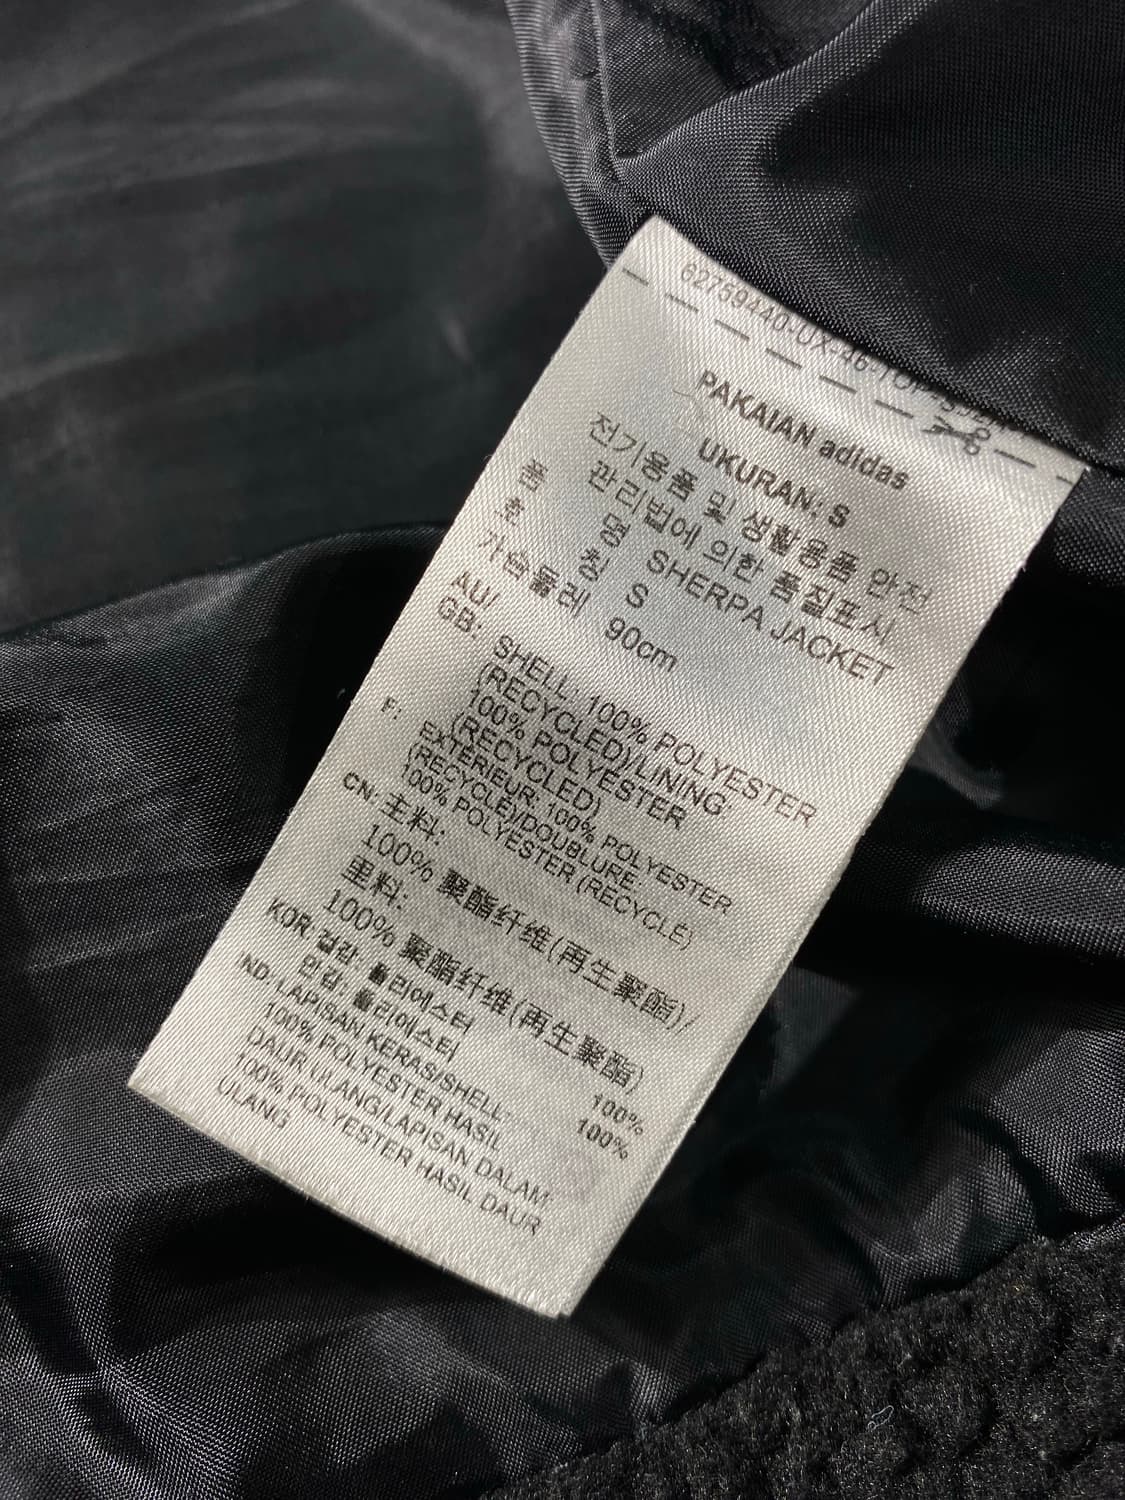 PAKAIAN adidas
UKURAN: S
전기용품 및 생활용품 안전
관리법에 의한 품질표시
품 명 SHERPA JACKET
호 칭 S
가슴둘레 90cm
AU/
GB: SHELL: 100% POLYESTER
(RECYCLED)/LINING:
100% POLYESTER
(RECYCLED)
F: EXTÉRIEUR: 100% POLYESTER
(RECYCLÉ)/DOUBLURE:
100% POLYESTER (RECYCLÉ)
CN: 主料:
100% 聚酯纤维(再生聚酯)/
里料:
100% 聚酯纤维(再生聚酯)
KOR: 겉감: 폴리에스터 100%
안감: 폴리에스터 100%
KD: LAPISAN KERAS/SHELL:
100% POLYESTER HASIL
DAUR ULANG/LAPISAN DALAM:
100% POLYESTER HASIL DAUR
ULANG